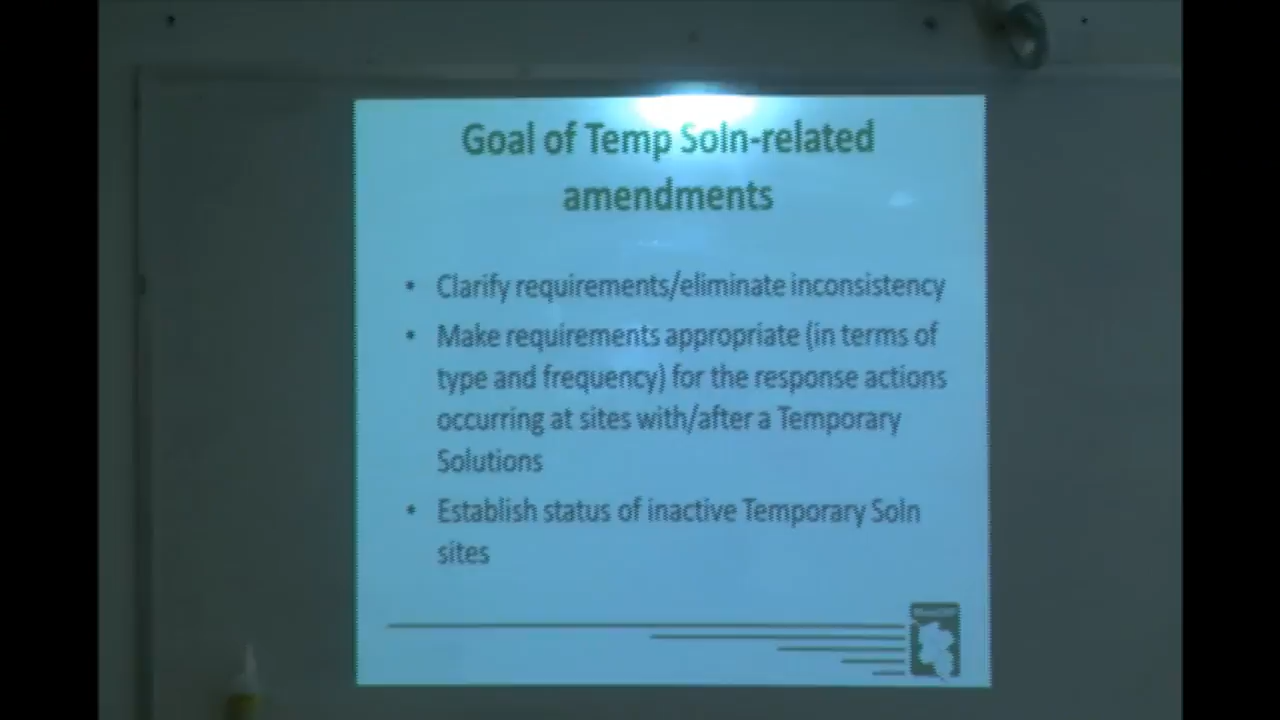 Goal of Temp Soln-related
amendments
• Clarify requirements/eliminate inconsistency
• Make requirements appropriate (in terms of
type and frequency) for the response actions
occurring at sites with/after a Temporary
Solutions
• Establish status of inactive Temporary Soln
sites